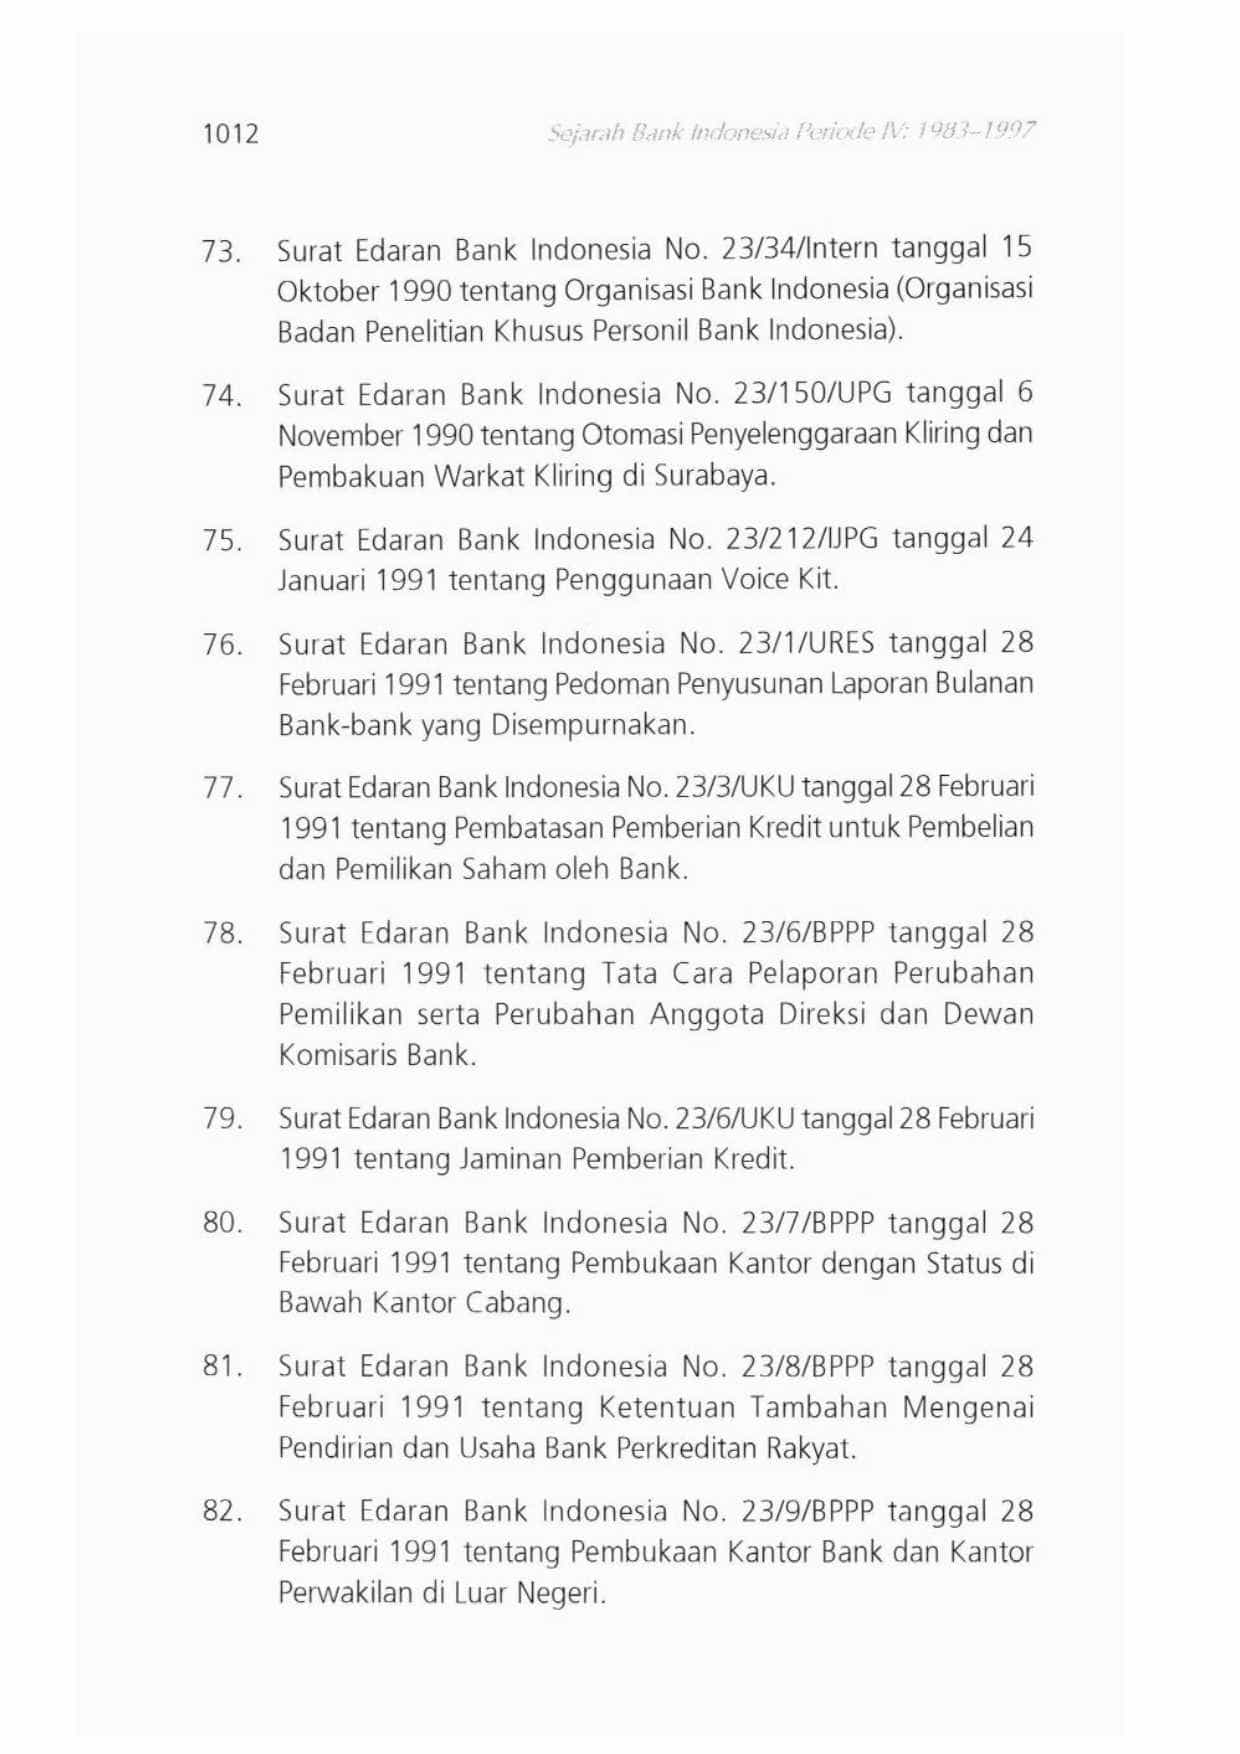 1012
Sejarah Bank Indonesia Periode IV: 1983–1997
73. Surat Edaran Bank Indonesia No. 23/34/Intern tanggal 15
Oktober 1990 tentang Organisasi Bank Indonesia (Organisasi
Badan Penelitian Khusus Personil Bank Indonesia).
74. Surat Edaran Bank Indonesia No. 23/150/UPG tanggal 6
November 1990 tentang Otomasi Penyelenggaraan Kliring dan
Pembakuan Warkat Kliring di Surabaya.
75. Surat Edaran Bank Indonesia No. 23/212/UPG tanggal 24
Januari 1991 tentang Penggunaan Voice Kit.
76. Surat Edaran Bank Indonesia No. 23/1/URES tanggal 28
Februari 1991 tentang Pedoman Penyusunan Laporan Bulanan
Bank-bank yang Disempurnakan.
77. Surat Edaran Bank Indonesia No. 23/3/UKU tanggal 28 Februari
1991 tentang Pembatasan Pemberian Kredit untuk Pembelian
dan Pemilikan Saham oleh Bank.
78. Surat Edaran Bank Indonesia No. 23/6/BPPP tanggal 28
Februari 1991 tentang Tata Cara Pelaporan Perubahan
Pemilikan serta Perubahan Anggota Direksi dan Dewan
Komisaris Bank.
79. Surat Edaran Bank Indonesia No. 23/6/UKU tanggal 28 Februari
1991 tentang Jaminan Pemberian Kredit.
80. Surat Edaran Bank Indonesia No. 23/7/BPPP tanggal 28
Februari 1991 tentang Pembukaan Kantor dengan Status di
Bawah Kantor Cabang.
81. Surat Edaran Bank Indonesia No. 23/8/BPPP tanggal 28
Februari 1991 tentang Ketentuan Tambahan Mengenai
Pendirian dan Usaha Bank Perkreditan Rakyat.
82. Surat Edaran Bank Indonesia No. 23/9/BPPP tanggal 28
Februari 1991 tentang Pembukaan Kantor Bank dan Kantor
Perwakilan di Luar Negeri.